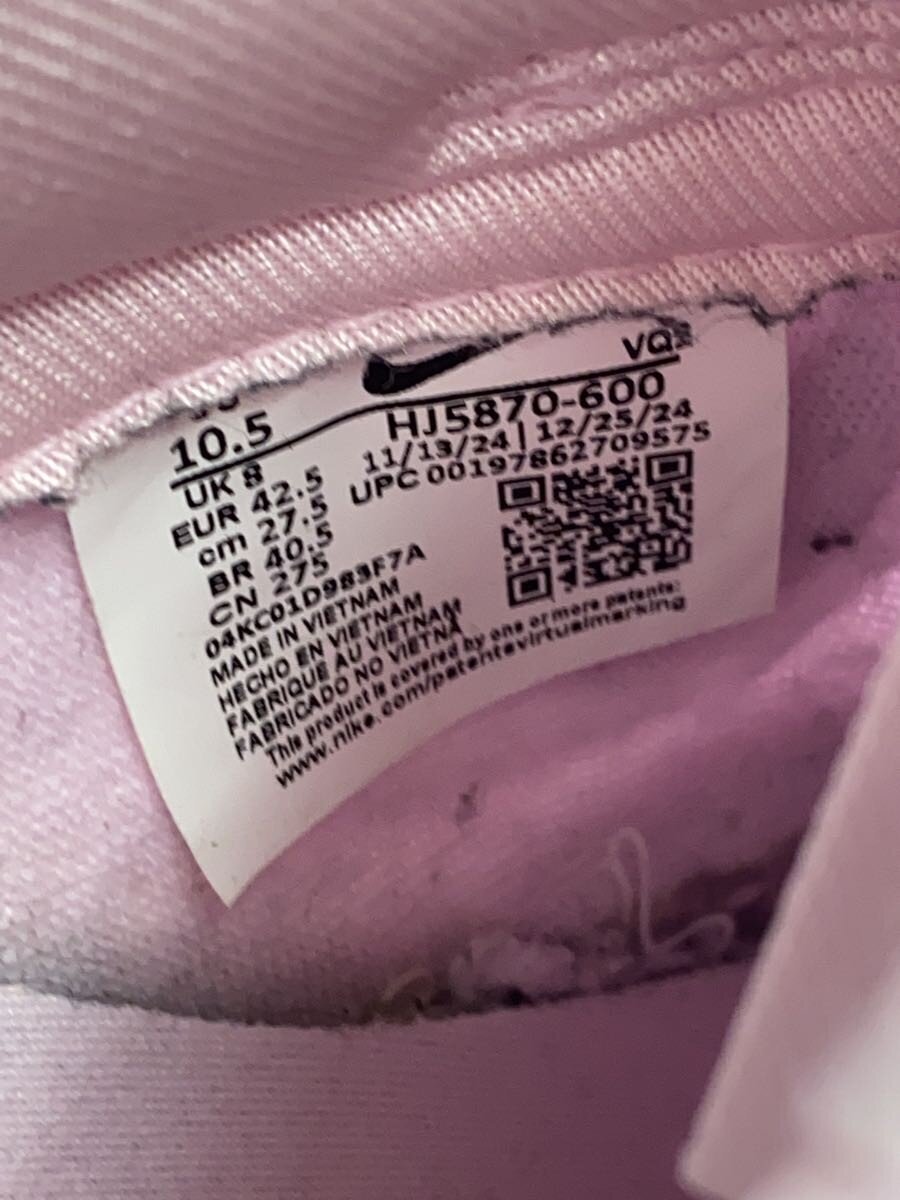 VQ
10.5
HJ5870-600
UK 8
11/13/24 | 12/25/24
EUR 42.5
UPC 00197862709575
cm 27.5
BR 40.5
CN 275
04KC01D983F7A
MADE IN VIETNAM
HECHO EN VIETNAM
FABRIQUE AU VIETNAM
FABRICADO NO VIETNA
This product is covered by one or more patents:
www.nike.com/patentsvirtualmarking